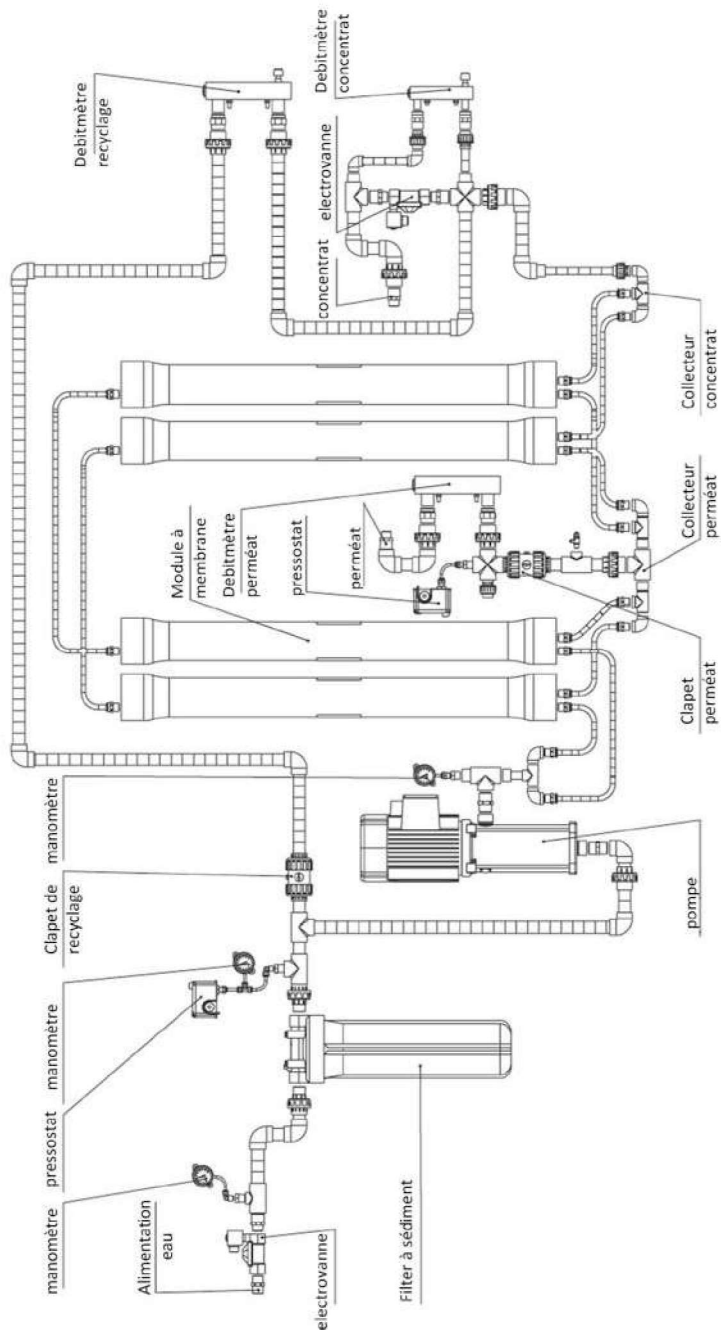 Debitmètre
recyclage
Debitmètre
concentrat
electrovanne
concentrat
Module à
membrane
Debitmètre
perméat
pressostat
perméat
Collecteur
concentrat
Collecteur
perméat
Clapet
perméat
manomètre
Clapet de
recyclage
manomètre
pressostat
manomètre
pompe
Alimentation
eau
electrovanne
Filter à sédiment